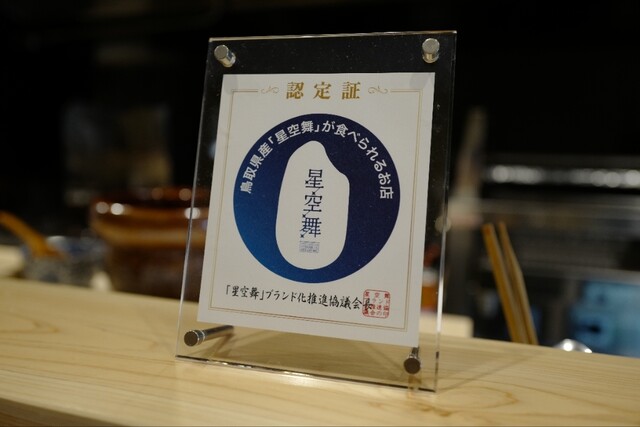 認定証
鳥取県産「星空舞」が食べられるお店
星空舞
「星空舞」ブランド化推進協議会長